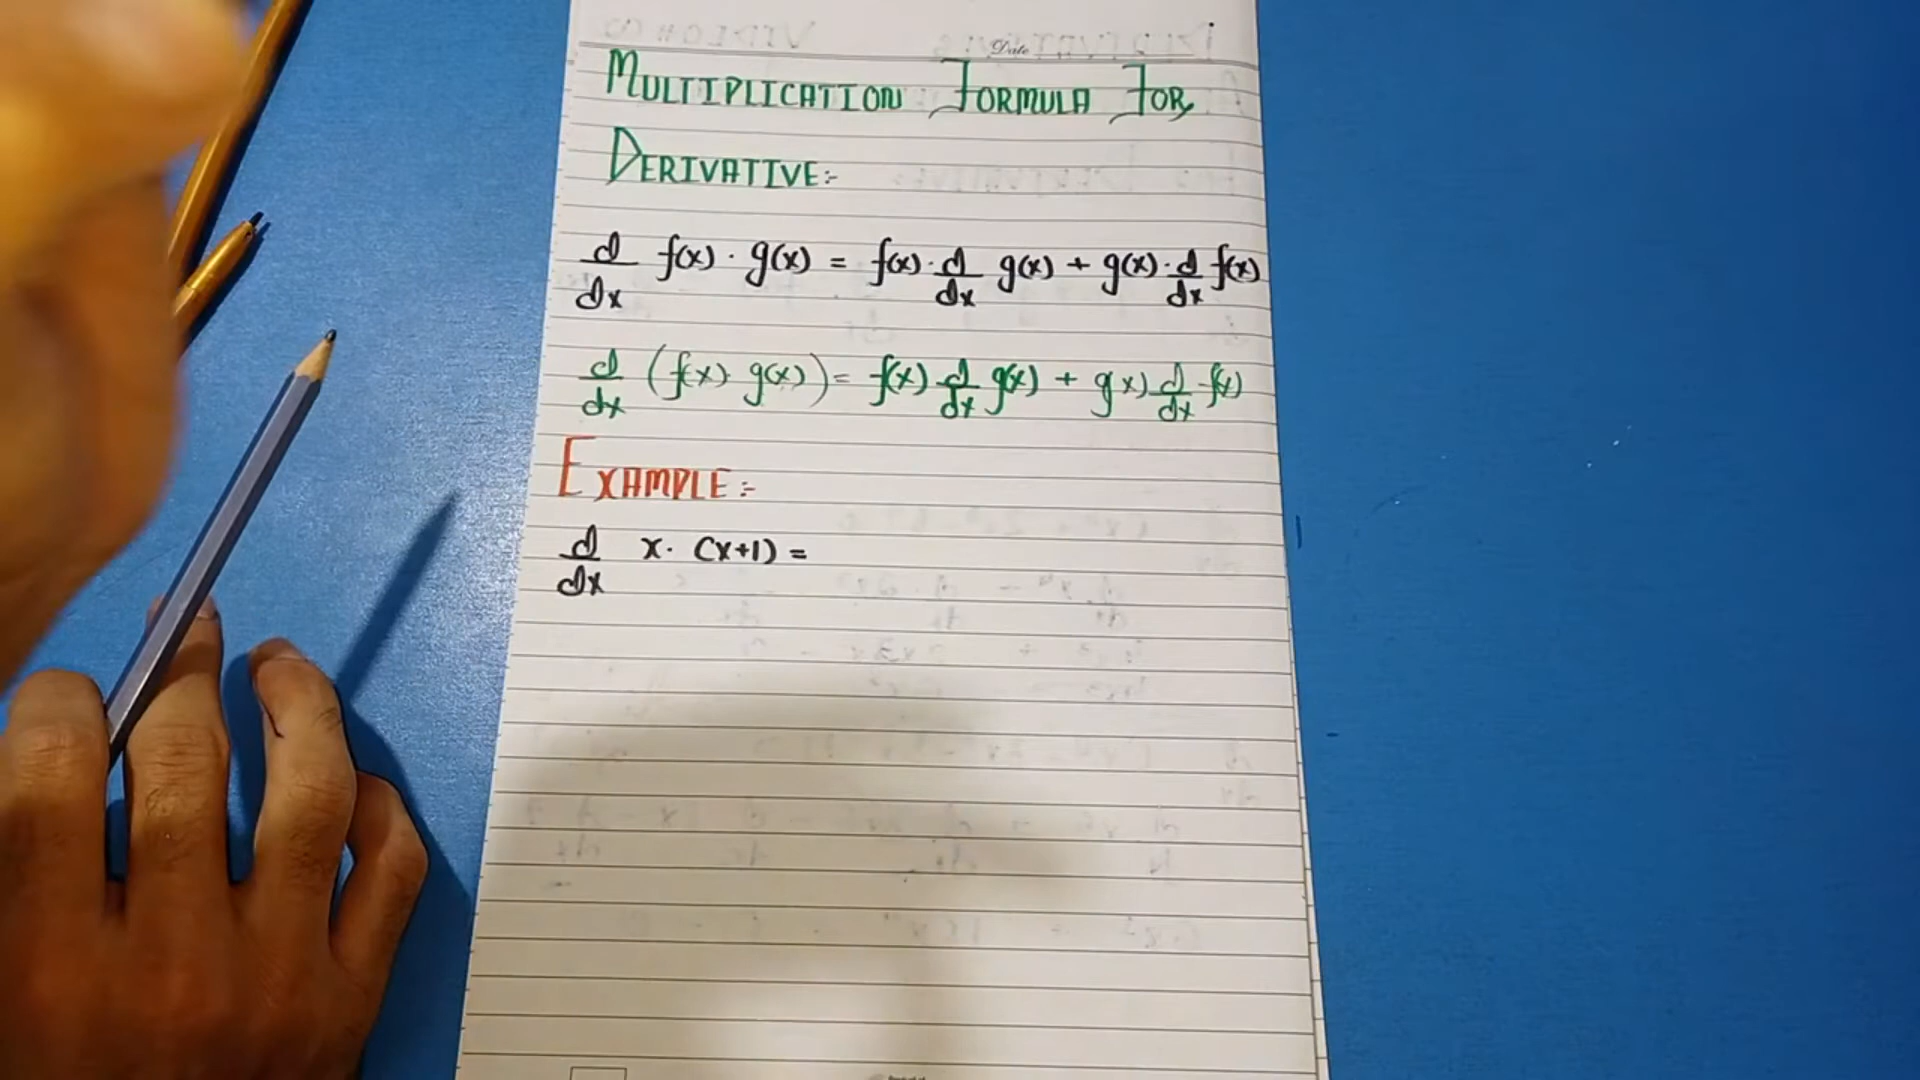 Date
MULTIPLICATION FORMULA FOR
DERIVATIVE:-
d/dx f(x) · g(x) = f(x) · d/dx g(x) + g(x) · d/dx f(x)
d/dx (f(x) g(x)) = f(x) d/dx g(x) + g(x) d/dx f(x)
EXAMPLE:-
d/dx x · (x+1) =